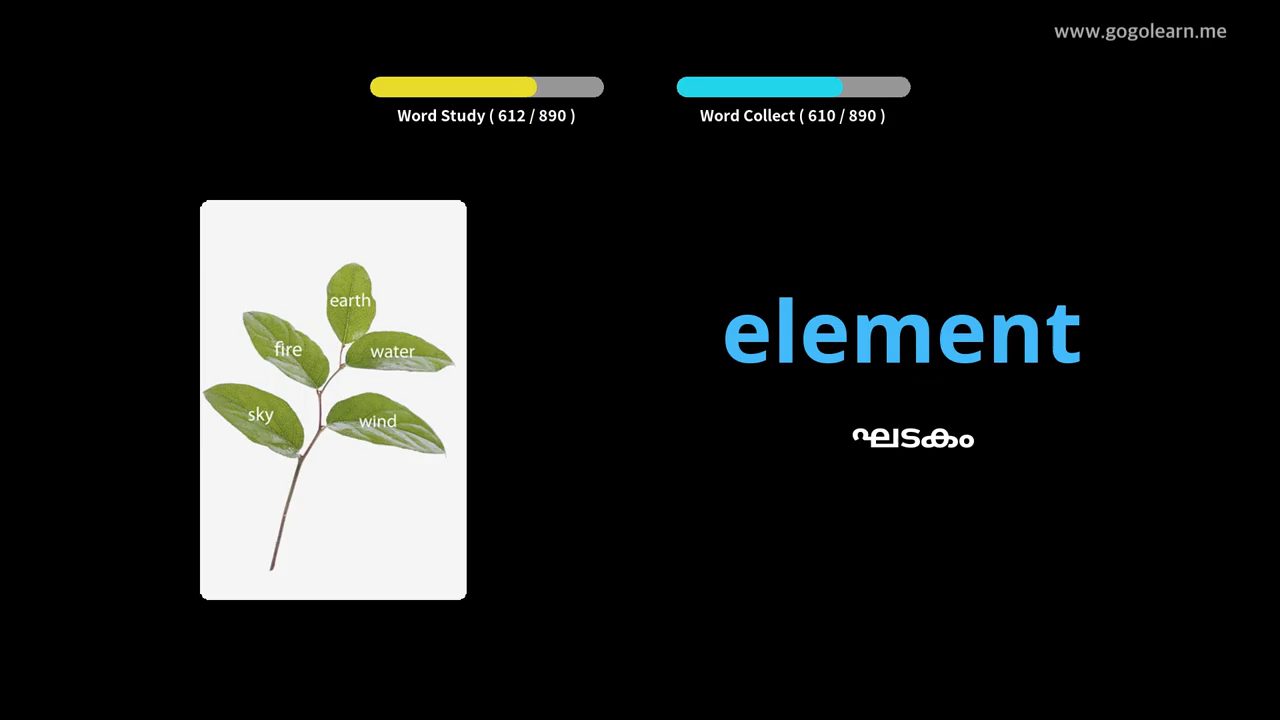 www.gogolearn.me
Word Study ( 612 / 890 )
Word Collect ( 610 / 890 )
earth
fire
water
sky
wind
element
ഘടകം